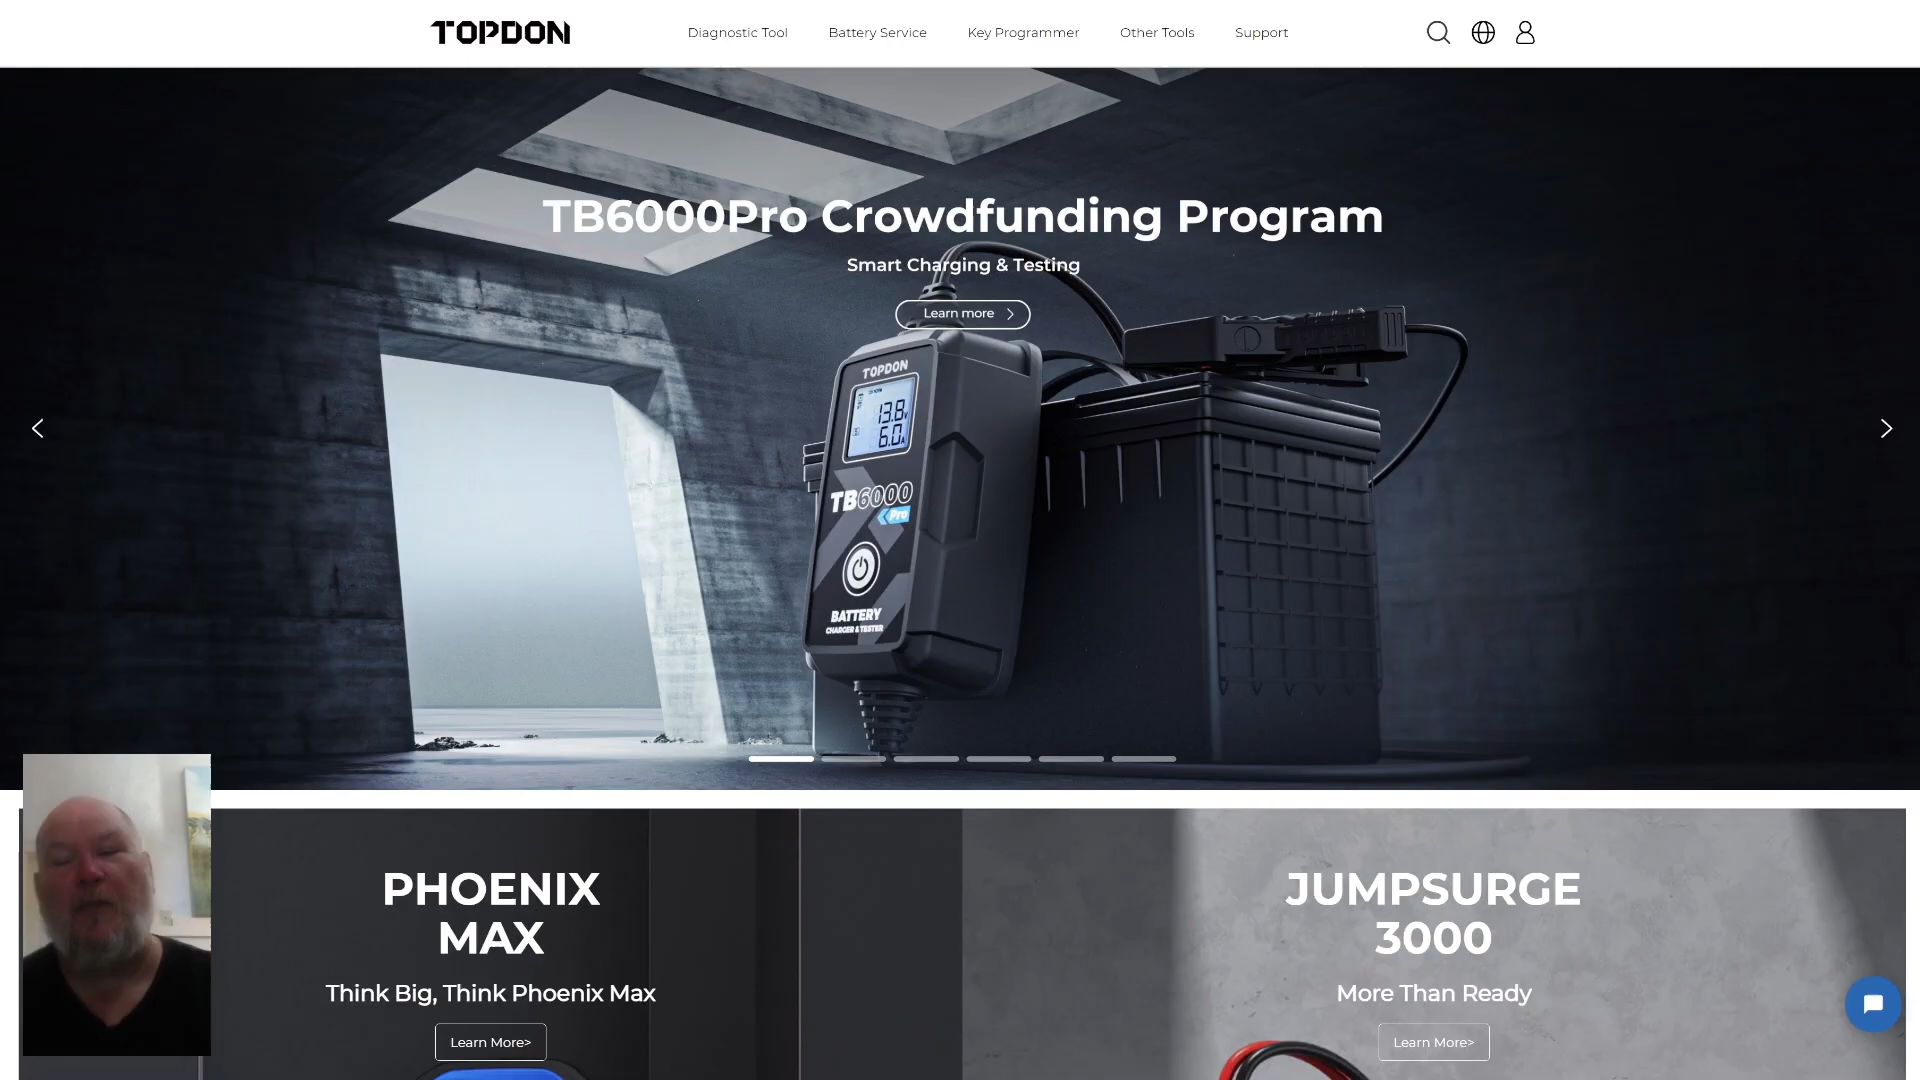 TOPDON
Diagnostic Tool
Battery Service
Key Programmer
Other Tools
Support
TB6000Pro Crowdfunding Program
Smart Charging & Testing
Learn more
TOPDON
13.8V
6.0A
TB6000
Pro
BATTERY
CHARGER & TESTER
PHOENIX
MAX
Think Big, Think Phoenix Max
Learn More>
JUMPSURGE
3000
More Than Ready
Learn More>